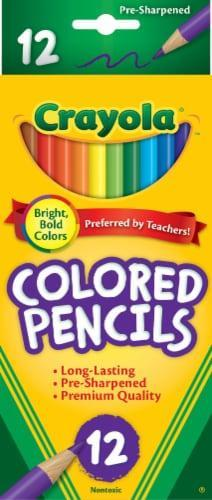 Pre-Sharpened
12
Crayola
Bright,
Bold
Colors
Preferred by Teachers!
COLORED
PENCILS
• Long-Lasting
• Pre-Sharpened
• Premium Quality
12
Nontoxic
®